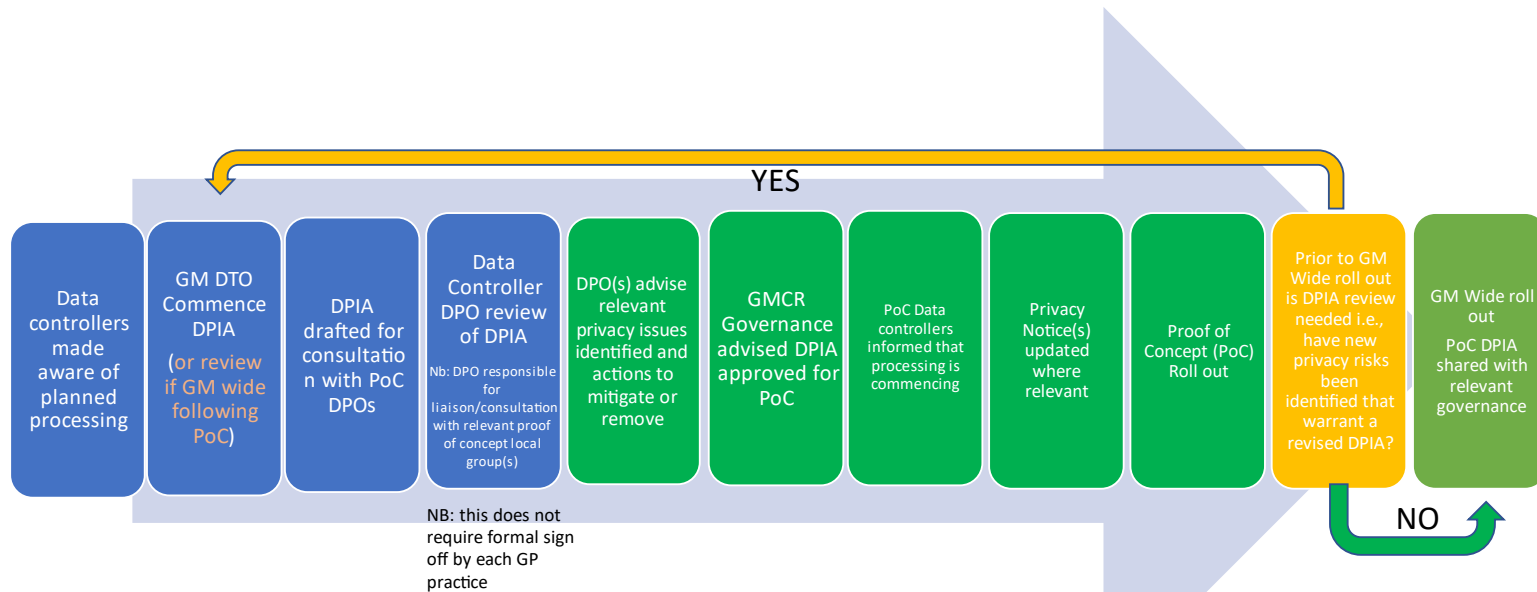 YES
Data
controllers
made
aware of
planned
processing
GM DTO
Commence
DPIA
(or review
if GM wide
following
PoC)
DPIA
drafted for
consultatio
n with PoC
DPOs
Data
Controller
DPO review
of DPIA
Nb: DPO responsible
for
liaison/consultation
with relevant proof
of concept local
group(s)
NB: this does not
require formal sign
off by each GP
practice
DPO(s) advise
relevant
privacy issues
identified and
actions to
mitigate or
remove
GMCR
Governance
advised DPIA
approved for
PoC
PoC Data
controllers
informed that
processing is
commencing
Privacy
Notice(s)
updated
where
relevant
Proof of
Concept (PoC)
Roll out
Prior to GM
Wide roll out
is DPIA review
needed i.e.,
have new
privacy risks
been
identified that
warrant a
revised DPIA?
NO
GM Wide roll
out
PoC DPIA
shared with
relevant
governance